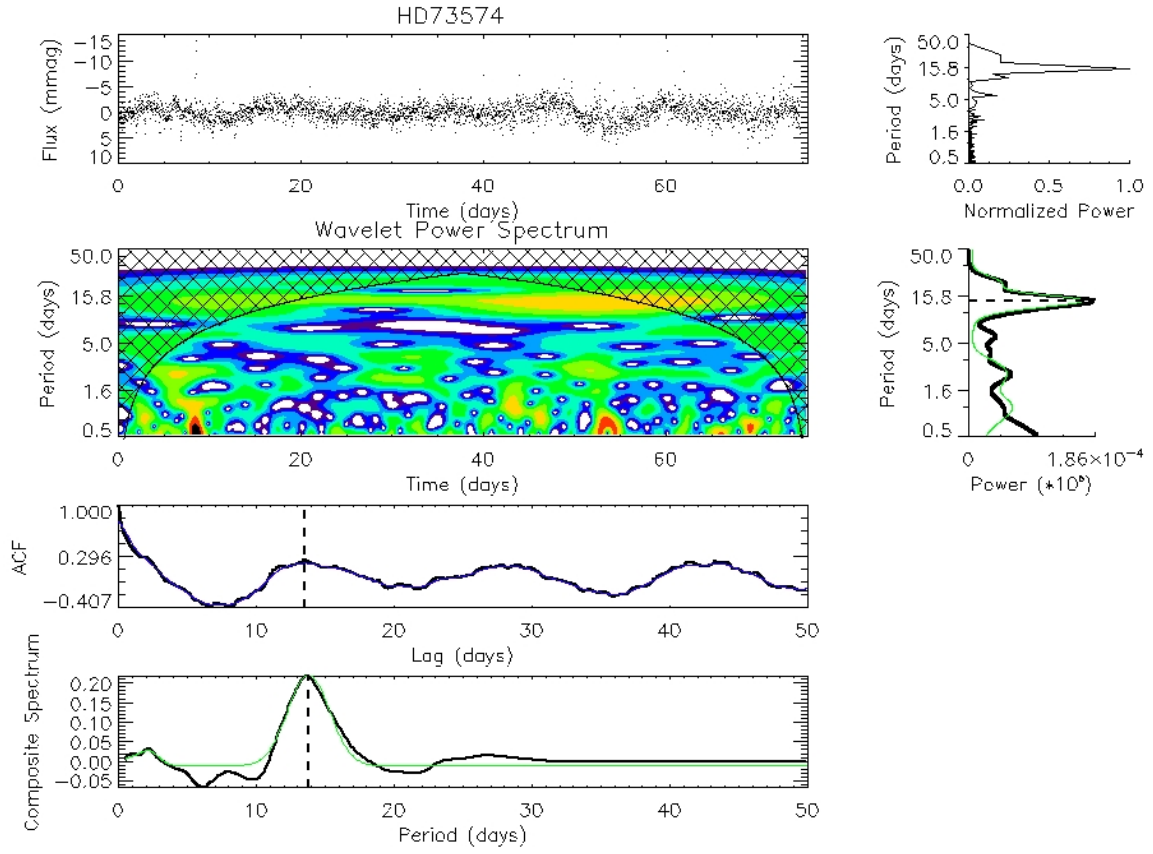 HD73574
-15
-10
-5
0
5
10
Flux (mmag)
0 20 40 60
Time (days)
50.0
15.8
5.0
1.6
0.5
Period (days)
0.0 0.5 1.0
Normalized Power
Wavelet Power Spectrum
50.0
15.8
5.0
1.6
0.5
Period (days)
0 20 40 60
Time (days)
50.0
15.8
5.0
1.6
0.5
Period (days)
0 1.86×10⁻⁴
Power (*10⁶)
1.000
0.296
-0.407
ACF
0 10 20 30 40 50
Lag (days)
0.20
0.15
0.10
0.05
0.00
-0.05
Composite Spectrum
0 10 20 30 40 50
Period (days)